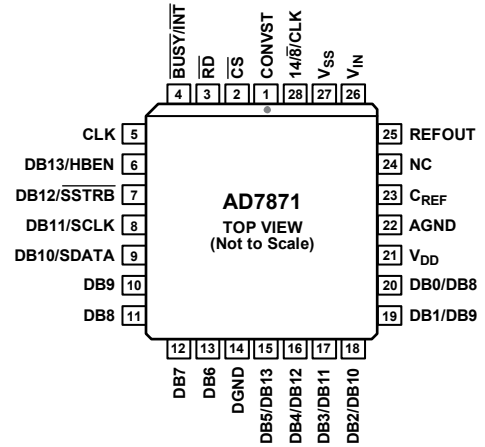 BUSY/INT
RD
CS
CONVST
14/8/CLK
VSS
VIN
4 3 2 1 28 27 26
CLK 5
DB13/HBEN 6
DB12/SSTRB 7
DB11/SCLK 8
DB10/SDATA 9
DB9 10
DB8 11
AD7871
TOP VIEW
(Not to Scale)
25 REFOUT
24 NC
23 CREF
22 AGND
21 VDD
20 DB0/DB8
19 DB1/DB9
12 13 14 15 16 17 18
DB7
DB6
DGND
DB5/DB13
DB4/DB12
DB3/DB11
DB2/DB10